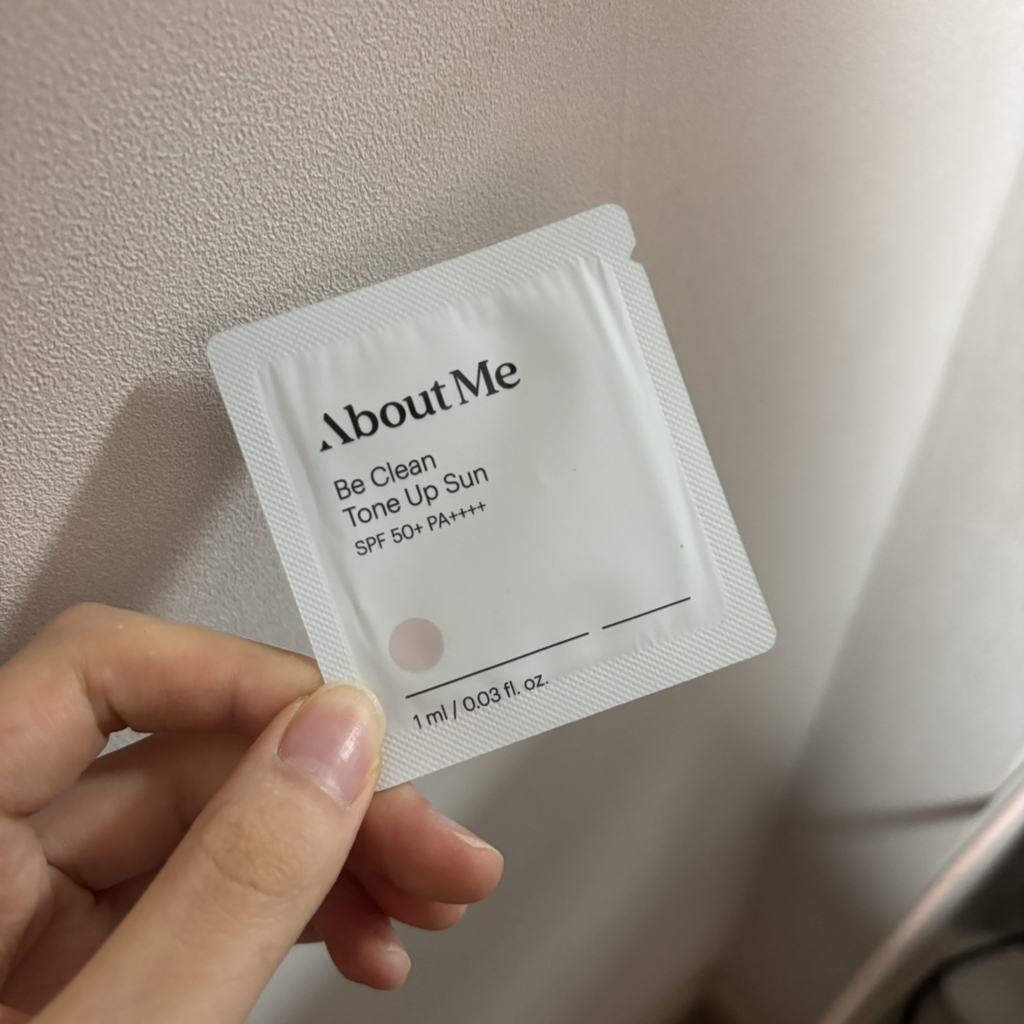 About Me
Be Clean
Tone Up Sun
SPF 50+ PA++++
1 ml / 0.03 fl. oz.